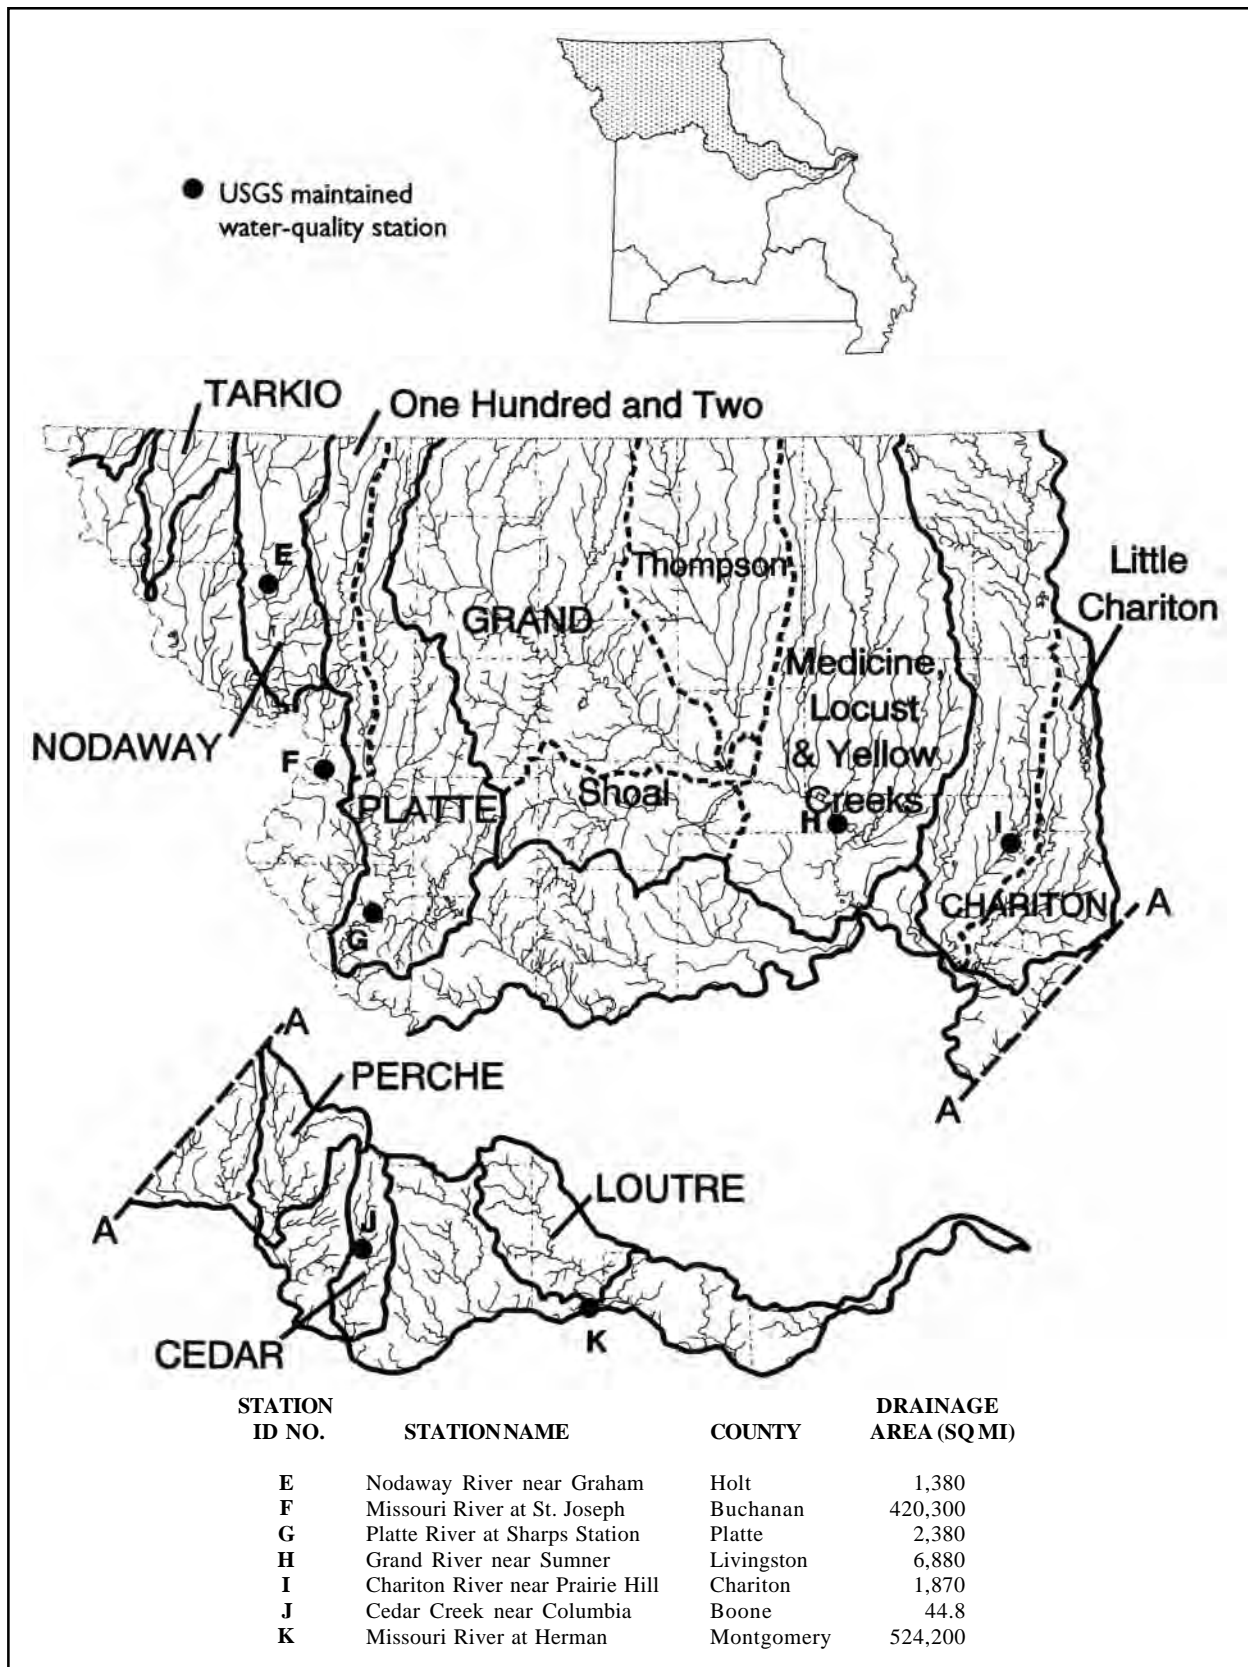 USGS maintained
water-quality station
TARKIO
One Hundred and Two
E
Thompson
Little
Chariton
GRAND
Medicine,
Locust
& Yellow
Creeks
NODAWAY
F
PLATTE
Shoal
H
I
G
CHARITON
A
A
A
PERCHE
LOUTRE
A
J
CEDAR
K
STATION
ID NO. STATION NAME COUNTY DRAINAGE
AREA (SQ MI)
E Nodaway River near Graham Holt 1,380
F Missouri River at St. Joseph Buchanan 420,300
G Platte River at Sharps Station Platte 2,380
H Grand River near Sumner Livingston 6,880
I Chariton River near Prairie Hill Chariton 1,870
J Cedar Creek near Columbia Boone 44.8
K Missouri River at Herman Montgomery 524,200